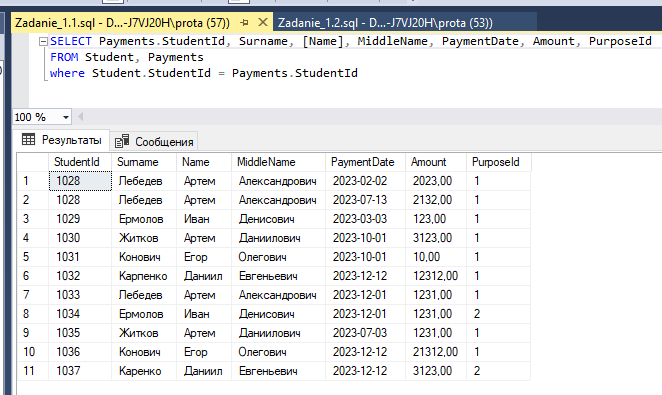 Zadanie_1.1.sql - D...-J7VJ20H\prota (57)) Zadanie_1.2.sql - D...-J7VJ20H\prota (53))
SELECT Payments.StudentId, Surname, [Name], MiddleName, PaymentDate, Amount, PurposeId
FROM Student, Payments
where Student.StudentId = Payments.StudentId
100 %
Результаты Сообщения
StudentId Surname Name MiddleName PaymentDate Amount PurposeId
1 1028 Лебедев Артем Александрович 2023-02-02 2023,00 1
2 1028 Лебедев Артем Александрович 2023-07-13 2132,00 1
3 1029 Ермолов Иван Денисович 2023-03-03 123,00 1
4 1030 Житков Артем Даниилович 2023-10-01 3123,00 1
5 1031 Конович Егор Олегович 2023-10-01 10,00 1
6 1032 Карпенко Даниил Евгеньевич 2023-12-12 12312,00 1
7 1033 Лебедев Артем Александрович 2023-12-01 1231,00 1
8 1034 Ермолов Иван Денисович 2023-12-01 1231,00 2
9 1035 Житков Артем Даниилович 2023-07-03 1231,00 1
10 1036 Конович Егор Олегович 2023-12-12 21312,00 1
11 1037 Каренко Даниил Евгеньевич 2023-12-12 3123,00 2